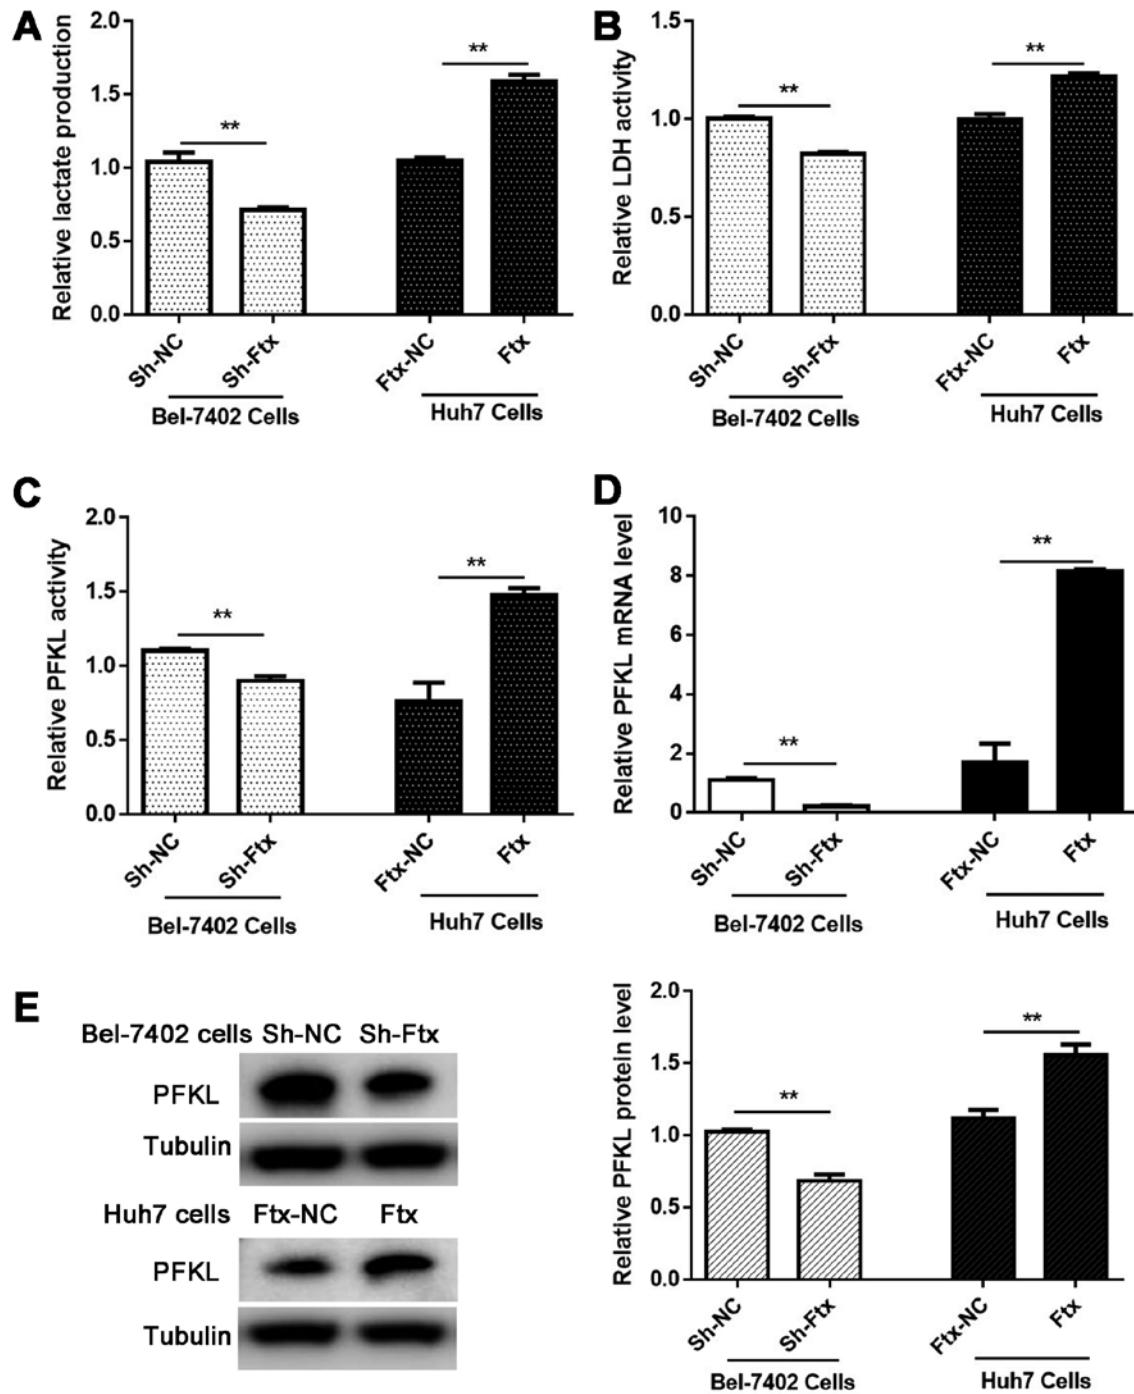 A
Relative lactate production
2.0
1.5
1.0
0.5
0.0
**
**
Sh-NC
Sh-Ftx
Ftx-NC
Ftx
Bel-7402 Cells
Huh7 Cells
B
Relative LDH activity
1.5
1.0
0.5
0.0
**
**
Sh-NC
Sh-Ftx
Ftx-NC
Ftx
Bel-7402 Cells
Huh7 Cells
C
Relative PFKL activity
2.0
1.5
1.0
0.5
0.0
**
**
Sh-NC
Sh-Ftx
Ftx-NC
Ftx
Bel-7402 Cells
Huh7 Cells
D
Relative PFKL mRNA level
10
8
6
4
2
0
**
**
Sh-NC
Sh-Ftx
Ftx-NC
Ftx
Bel-7402 Cells
Huh7 Cells
E
Bel-7402 cells Sh-NC Sh-Ftx
PFKL
Tubulin
Huh7 cells Ftx-NC Ftx
PFKL
Tubulin
Relative PFKL protein level
2.0
1.5
1.0
0.5
0.0
**
**
Sh-NC
Sh-Ftx
Ftx-NC
Ftx
Bel-7402 Cells
Huh7 Cells